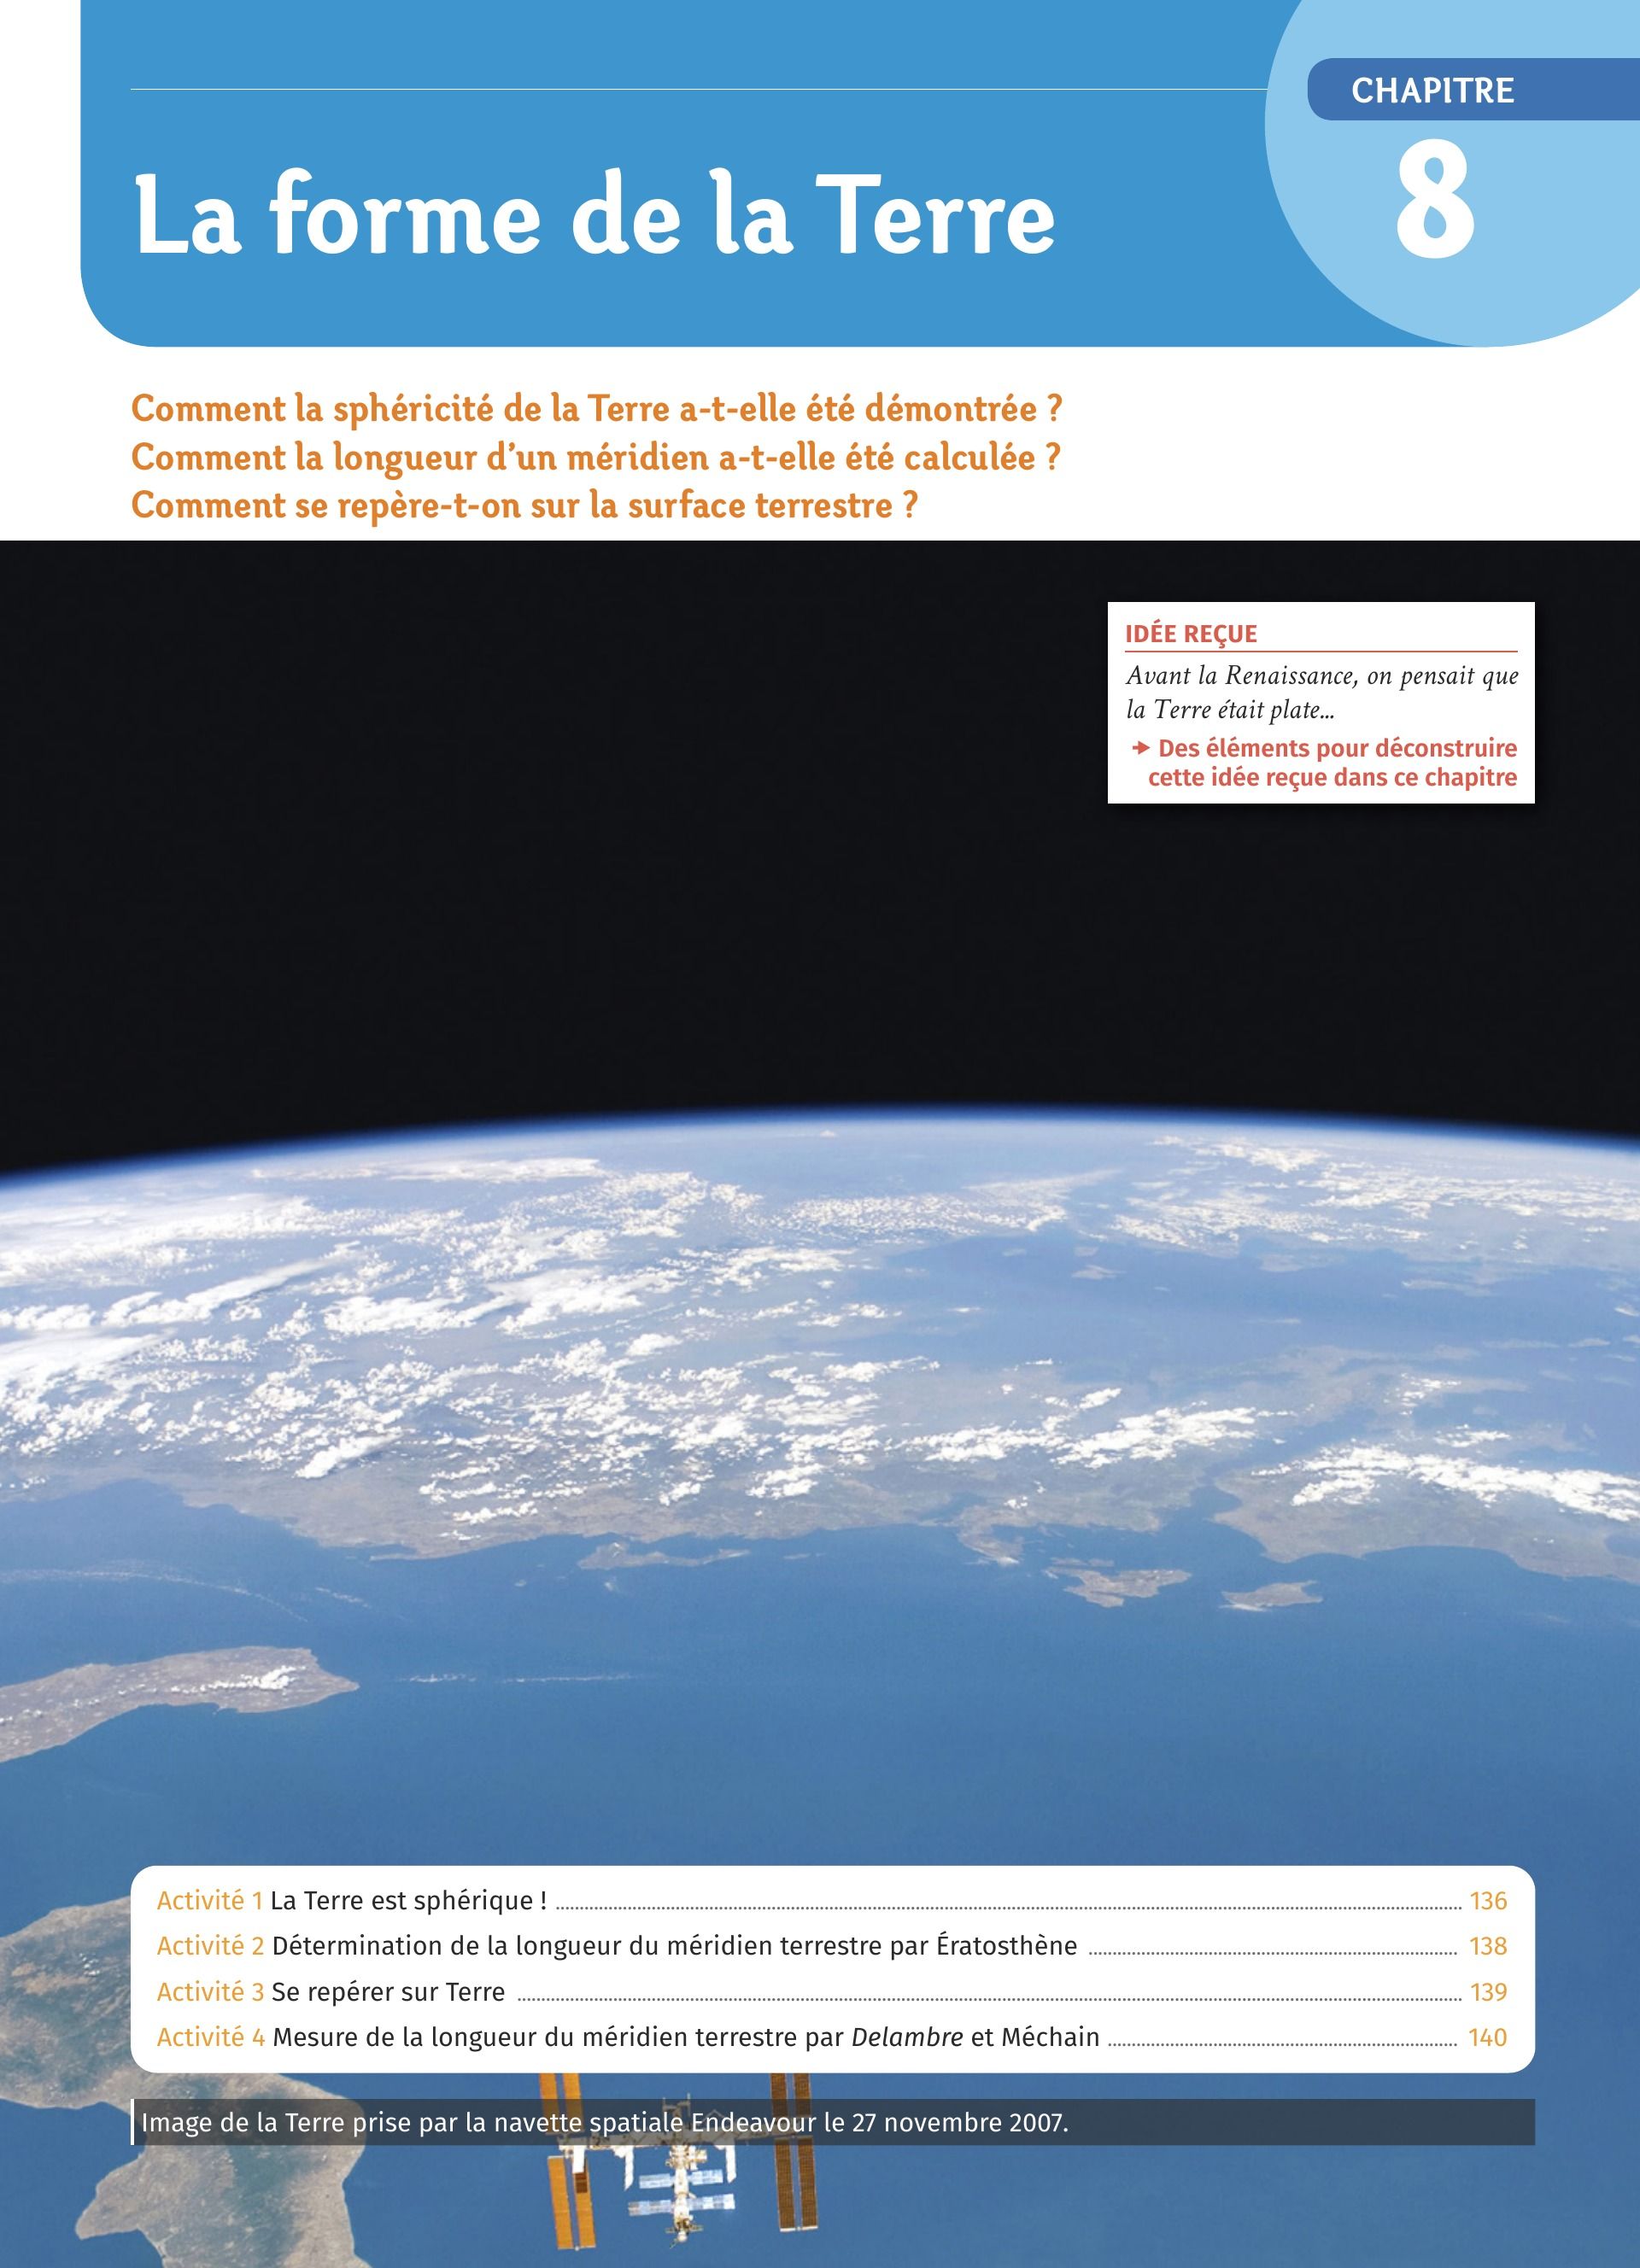 CHAPITRE
8
La forme de la Terre
Comment la sphéricité de la Terre a-t-elle été démontrée ?
Comment la longueur d’un méridien a-t-elle été calculée ?
Comment se repère-t-on sur la surface terrestre ?
IDÉE REÇUE
Avant la Renaissance, on pensait que
la Terre était plate...
➔ Des éléments pour déconstruire
cette idée reçue dans ce chapitre
Activité 1 La Terre est sphérique ! 136
Activité 2 Détermination de la longueur du méridien terrestre par Ératosthène 138
Activité 3 Se repérer sur Terre 139
Activité 4 Mesure de la longueur du méridien terrestre par Delambre et Méchain 140
Image de la Terre prise par la navette spatiale Endeavour le 27 novembre 2007.